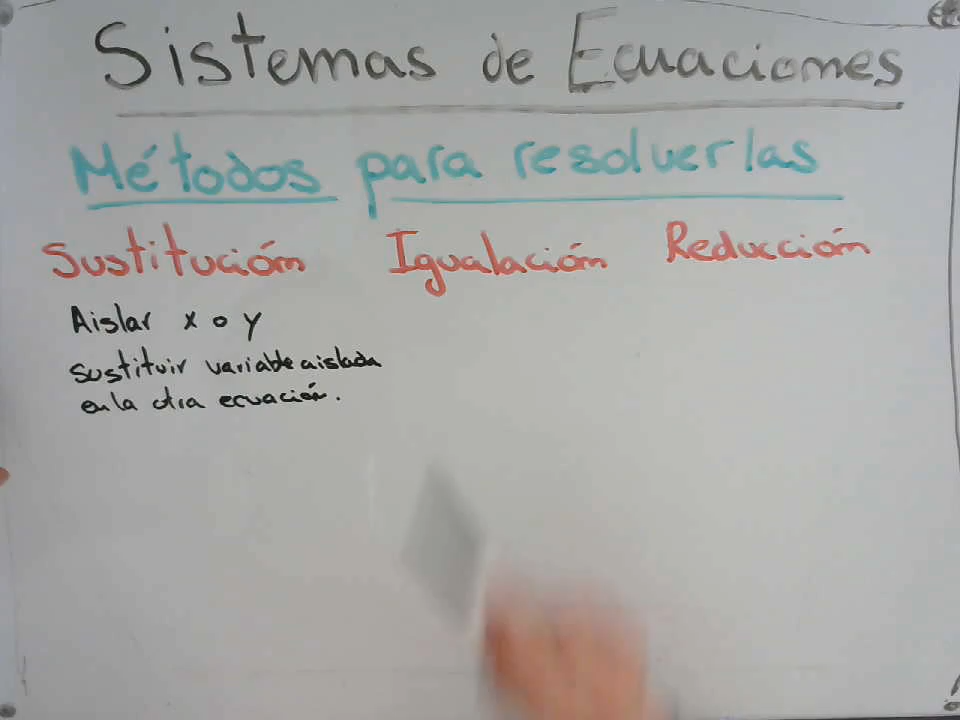 Sistemas de Ecuaciones
Métodos para resolverlas
Sustitución Igualación Reducción
Aislar x o y
sustituir variable aislada
en la otra ecuación.